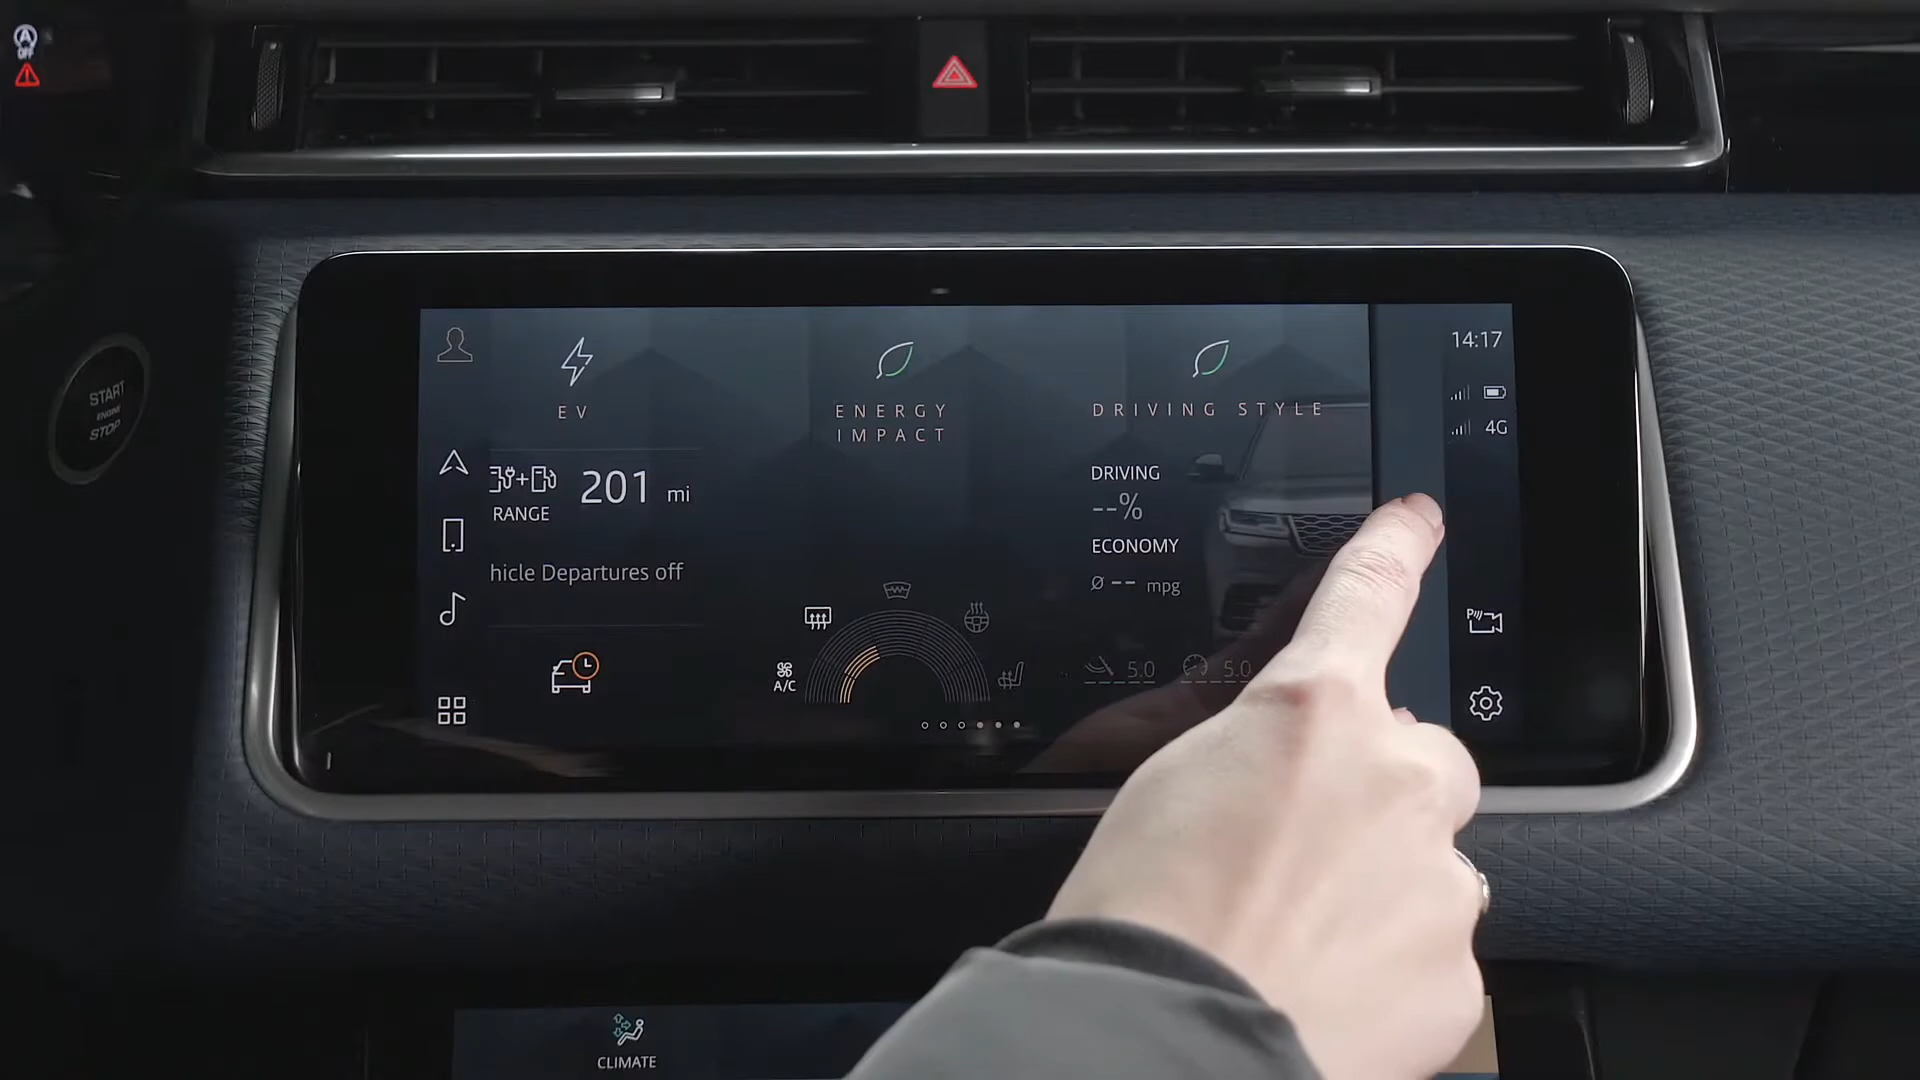 A
OFF
START
ENGINE
STOP
14:17
EV
ENERGY
IMPACT
DRIVING STYLE
4G
201 mi
RANGE
DRIVING
--%
hicle Departures off
ECONOMY
Ø -- mpg
P
A/C
5.0
5.0
CLIMATE